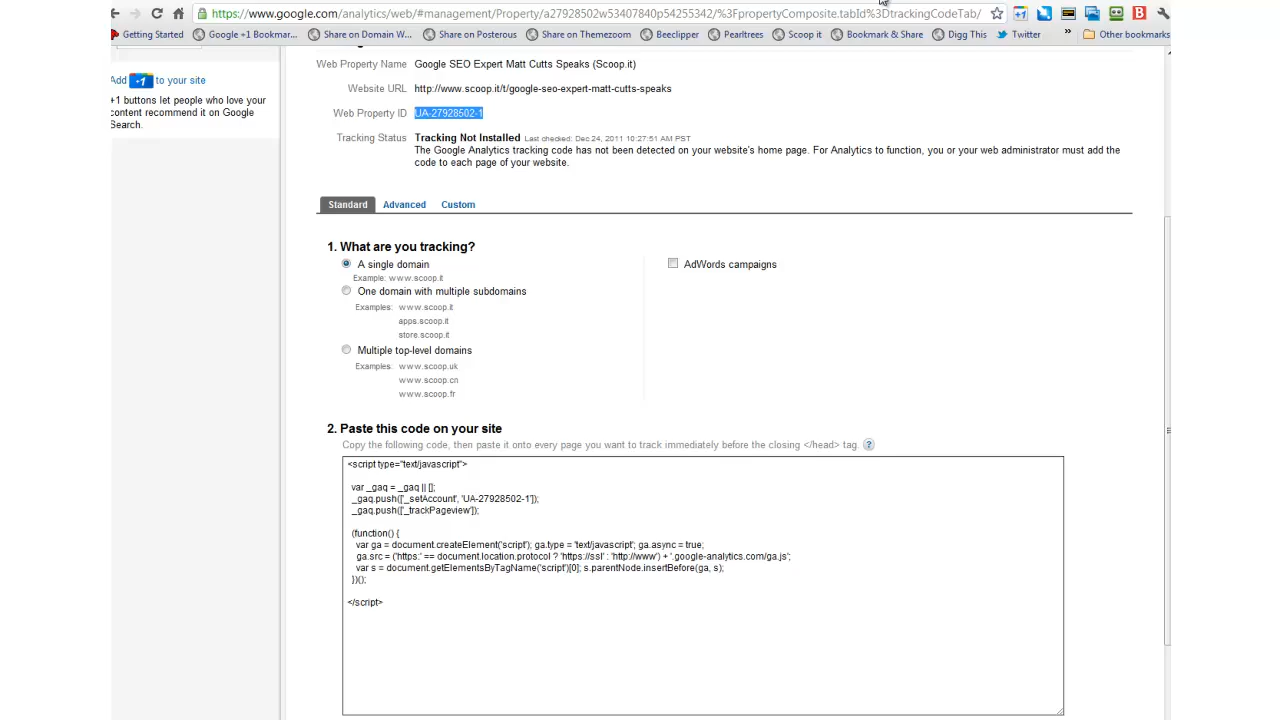 https://www.google.com/analytics/web/#management/Property/a27928502w53407840p54255342/%3FpropertyComposite.tabId%3DtrackingCodeTab/
Getting Started Google +1 Bookmar... Share on Domain W... Share on Posterous Share on Themezoom Beeclipper Pearltrees Scoop it Bookmark & Share Digg This Twitter » Other bookmarks
Web Property Name Google SEO Expert Matt Cutts Speaks (Scoop.it)
Add +1 to your site
Website URL http://www.scoop.it/t/google-seo-expert-matt-cutts-speaks
+1 buttons let people who love your
content recommend it on Google
Search.
Web Property ID UA-27928502-1
Tracking Status Tracking Not Installed Last checked: Dec 24, 2011 10:27:51 AM PST
The Google Analytics tracking code has not been detected on your website's home page. For Analytics to function, you or your web administrator must add the
code to each page of your website.
Standard Advanced Custom
1. What are you tracking?
A single domain
AdWords campaigns
Example: www.scoop.it
One domain with multiple subdomains
Examples: www.scoop.it
apps.scoop.it
store.scoop.it
Multiple top-level domains
Examples: www.scoop.uk
www.scoop.cn
www.scoop.fr
2. Paste this code on your site
Copy the following code, then paste it onto every page you want to track immediately before the closing </head> tag. ?
<script type="text/javascript">
var _gaq = _gaq || [];
_gaq.push(['_setAccount', 'UA-27928502-1']);
_gaq.push(['_trackPageview']);
(function() {
var ga = document.createElement('script'); ga.type = 'text/javascript'; ga.async = true;
ga.src = ('https:' == document.location.protocol ? 'https://ssl' : 'http://www') + '.google-analytics.com/ga.js';
var s = document.getElementsByTagName('script')[0]; s.parentNode.insertBefore(ga, s);
})();
</script>